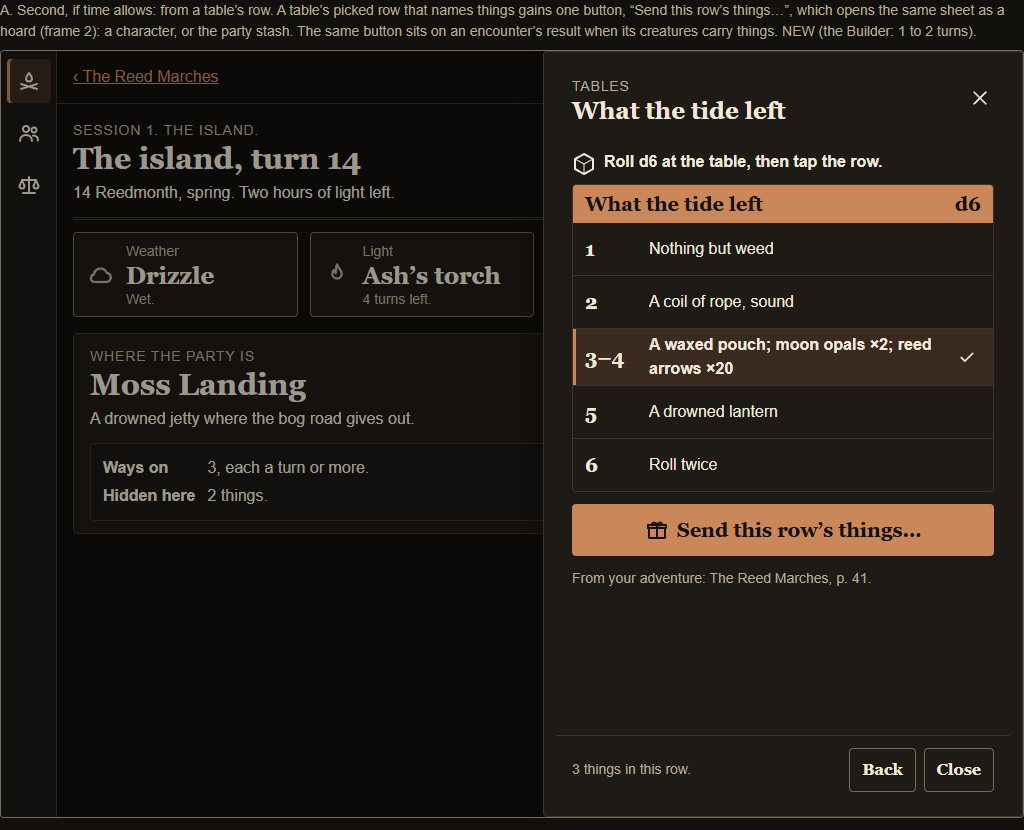 A. Second, if time allows: from a table's row. A table's picked row that names things gains one button, “Send this row's things…”, which opens the same sheet as a
hoard (frame 2): a character, or the party stash. The same button sits on an encounter's result when its creatures carry things. NEW (the Builder: 1 to 2 turns).
‹ The Reed Marches
SESSION 1. THE ISLAND.
The island, turn 14
14 Reedmonth, spring. Two hours of light left.
Weather
Drizzle
Wet.
Light
Ash’s torch
4 turns left.
WHERE THE PARTY IS
Moss Landing
A drowned jetty where the bog road gives out.
Ways on 3, each a turn or more.
Hidden here 2 things.
TABLES
What the tide left
Roll d6 at the table, then tap the row.
What the tide left d6
1 Nothing but weed
2 A coil of rope, sound
3–4 A waxed pouch; moon opals ×2; reed
arrows ×20
5 A drowned lantern
6 Roll twice
Send this row’s things…
From your adventure: The Reed Marches, p. 41.
3 things in this row.
Back
Close